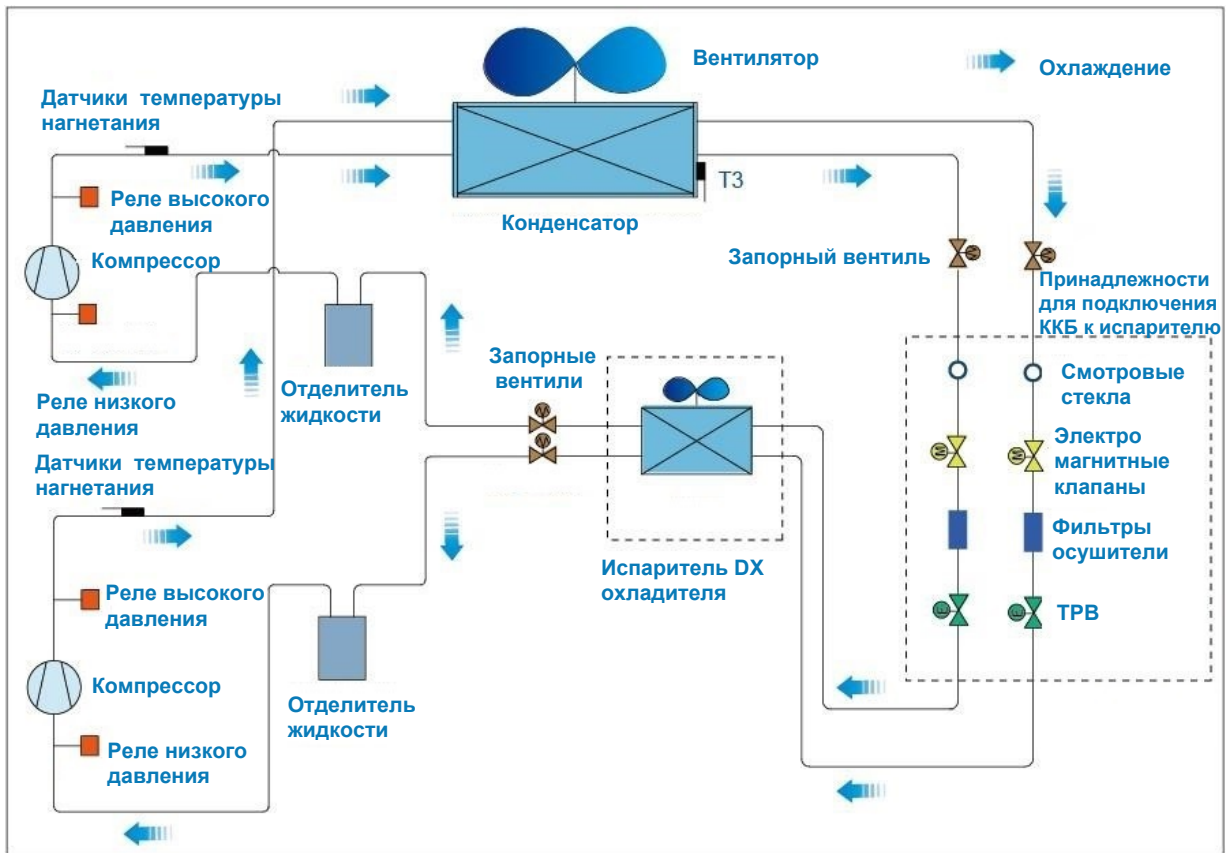 Вентилятор
Охлаждение
Датчики температуры
нагнетания
T3
Реле высокого
давления
Конденсатор
Компрессор
Запорный вентиль
Принадлежности
для подключения
ККБ к испарителю
Запорные
вентили
Отделитель
жидкости
Смотровые
стекла
Реле низкого
давления
Электро
магнитные
клапаны
Датчики температуры
нагнетания
Фильтры
осушители
Испаритель DX
охладителя
Реле высокого
давления
ТРВ
Компрессор
Отделитель
жидкости
Реле низкого
давления
M
M
M
M
M
M
E
E